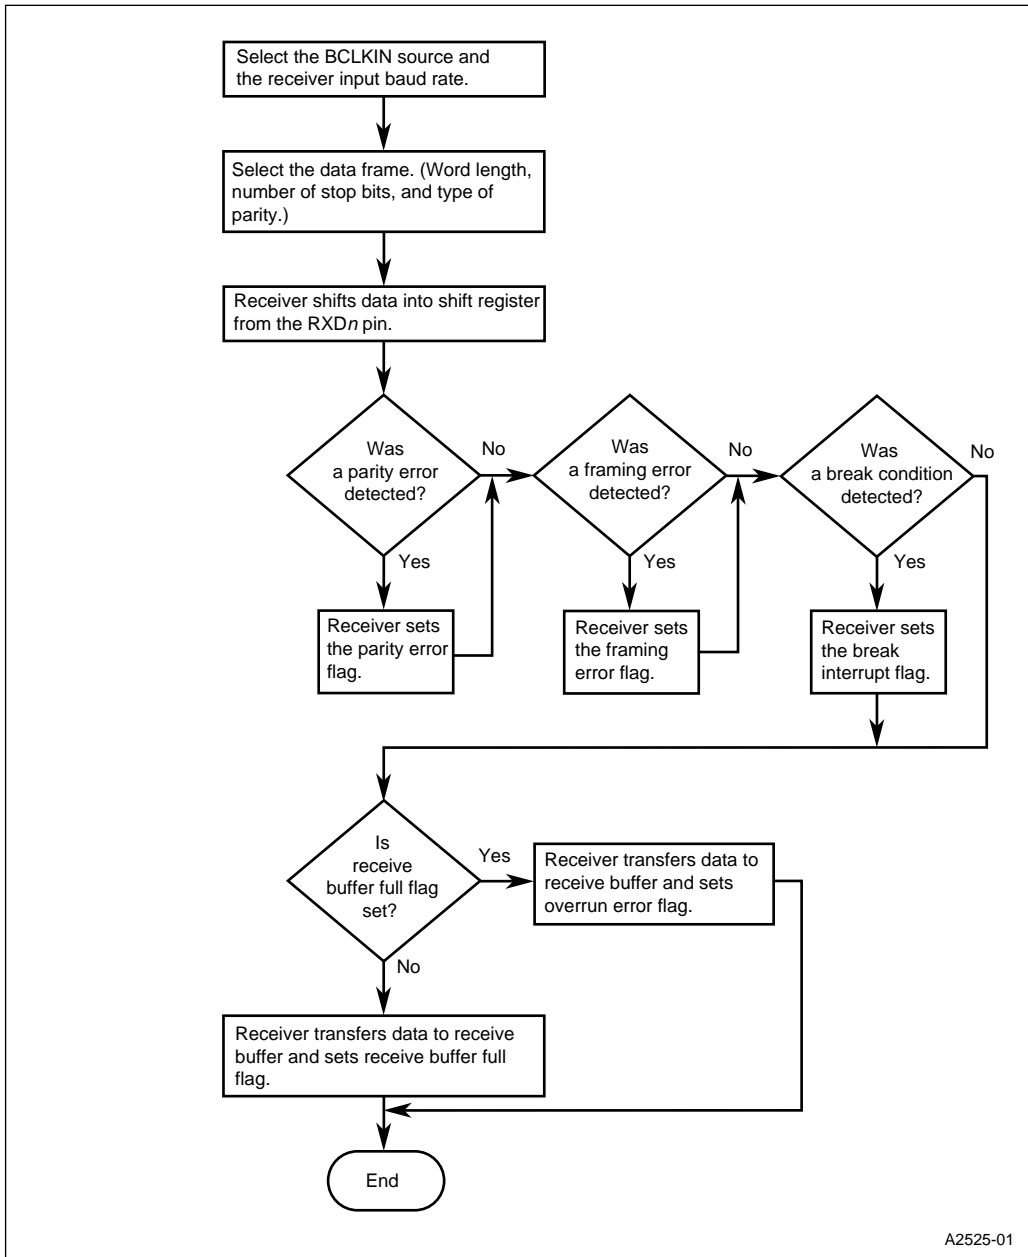 Select the BCLKIN source and
the receiver input baud rate.
Select the data frame. (Word length,
number of stop bits, and type of
parity.)
Receiver shifts data into shift register
from the RXDn pin.
Was
a parity error
detected?
No
Yes
Receiver sets
the parity error
flag.
Was
a framing error
detected?
No
Yes
Receiver sets
the framing
error flag.
Was
a break condition
detected?
No
Yes
Receiver sets
the break
interrupt flag.
Is
receive
buffer full flag
set?
Yes
Receiver transfers data to
receive buffer and sets
overrun error flag.
No
Receiver transfers data to receive
buffer and sets receive buffer full
flag.
End
A2525-01